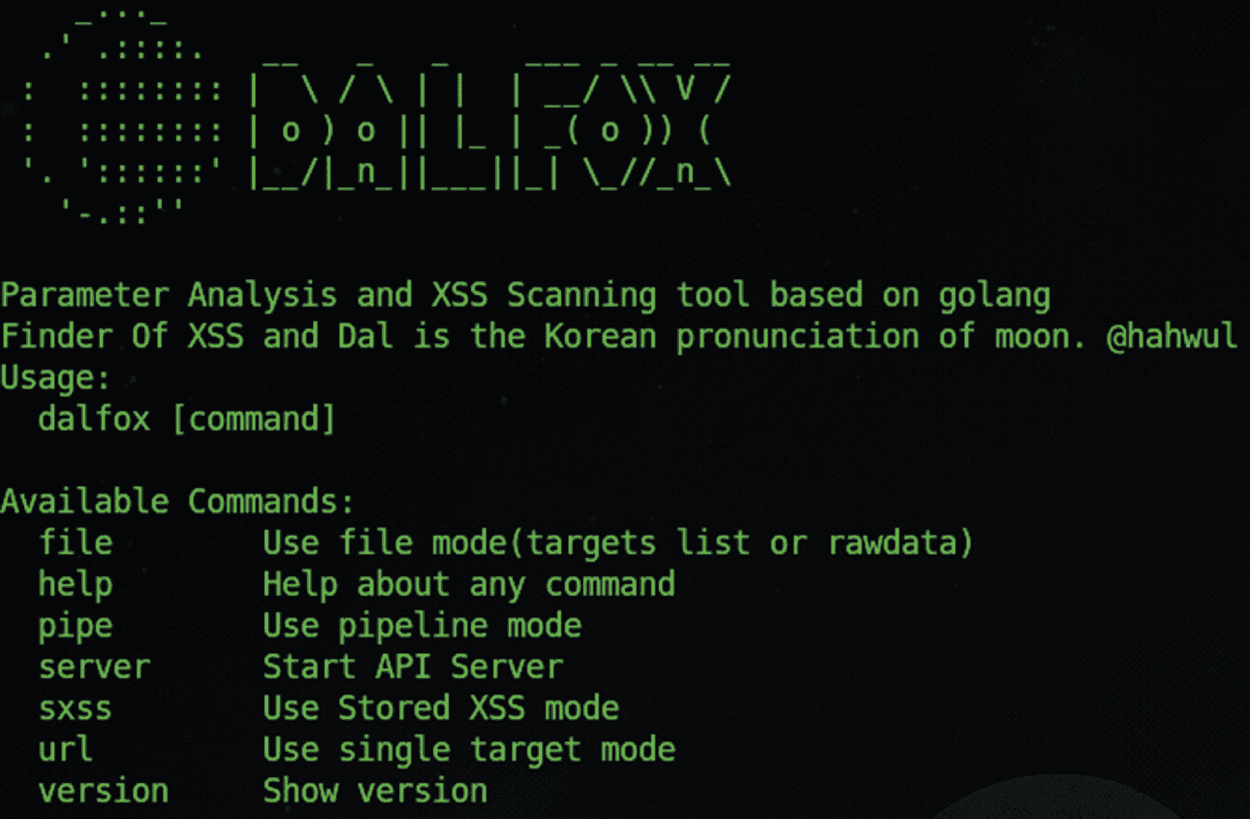 DALFOX
Parameter Analysis and XSS Scanning tool based on golang
Finder Of XSS and Dal is the Korean pronunciation of moon. @hahwul
Usage:
  dalfox [command]
Available Commands:
  file        Use file mode(targets list or rawdata)
  help        Help about any command
  pipe        Use pipeline mode
  server      Start API Server
  sxss        Use Stored XSS mode
  url         Use single target mode
  version     Show version